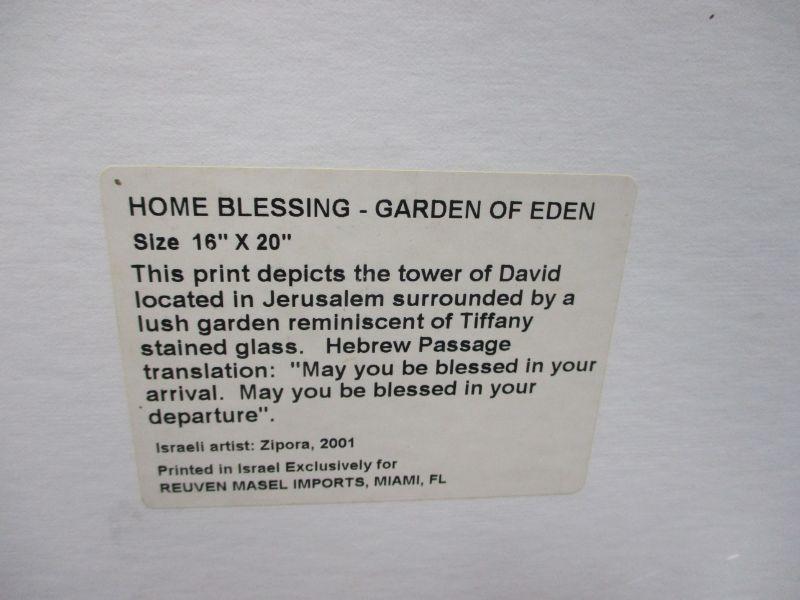 HOME BLESSING - GARDEN OF EDEN
Size 16" X 20"
This print depicts the tower of David
located in Jerusalem surrounded by a
lush garden reminiscent of Tiffany
stained glass. Hebrew Passage
translation: "May you be blessed in your
arrival. May you be blessed in your
departure".
Israeli artist: Zipora, 2001
Printed in Israel Exclusively for
REUVEN MASEL IMPORTS, MIAMI, FL